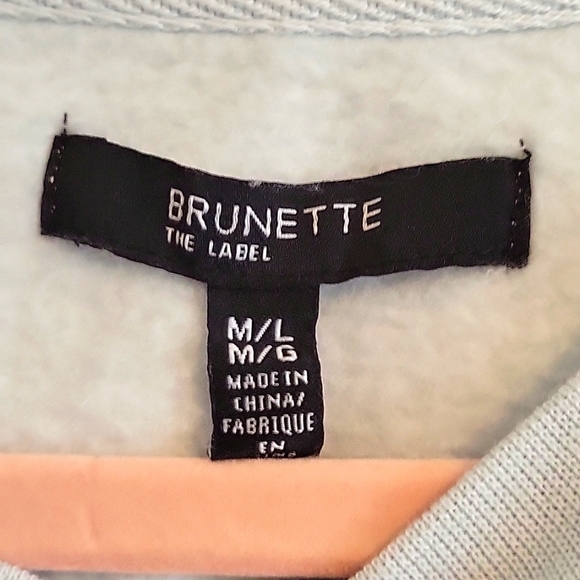 BRUNETTE
THE LABEL
M/L
M/G
MADE IN
CHINA/
FABRIQUE
EN